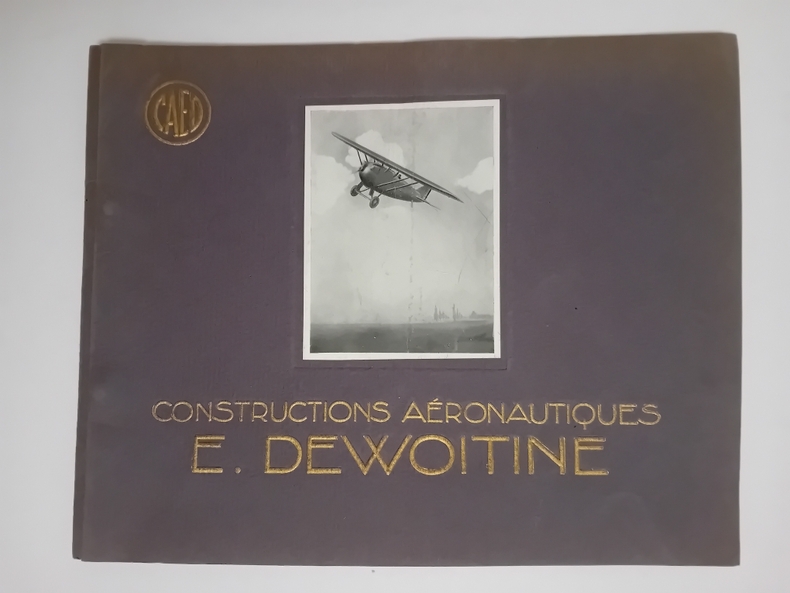 CAED
CONSTRUCTIONS AÉRONAUTIQUES
E. DEWOITINE